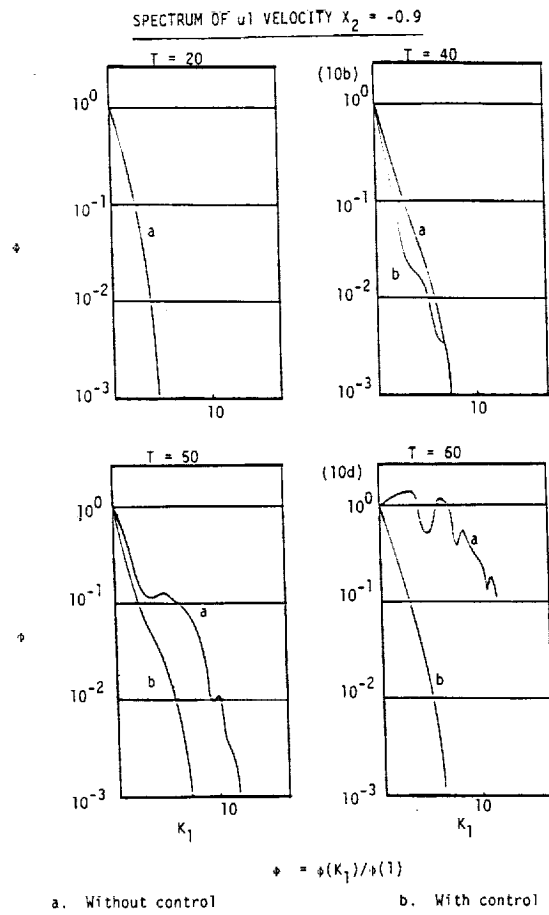 SPECTRUM OF u1 VELOCITY X2 = -0.9
T = 20
10^0
10^-1
10^-2
10^-3
a
10
Φ
T = 40
(10b)
10^0
10^-1
10^-2
10^-3
a
b
10
T = 50
10^0
10^-1
10^-2
10^-3
a
b
10
K1
Φ
T = 60
(10d)
10^0
10^-1
10^-2
10^-3
a
b
10
K1
Φ = Φ(K1)/Φ(1)
a. Without control
b. With control